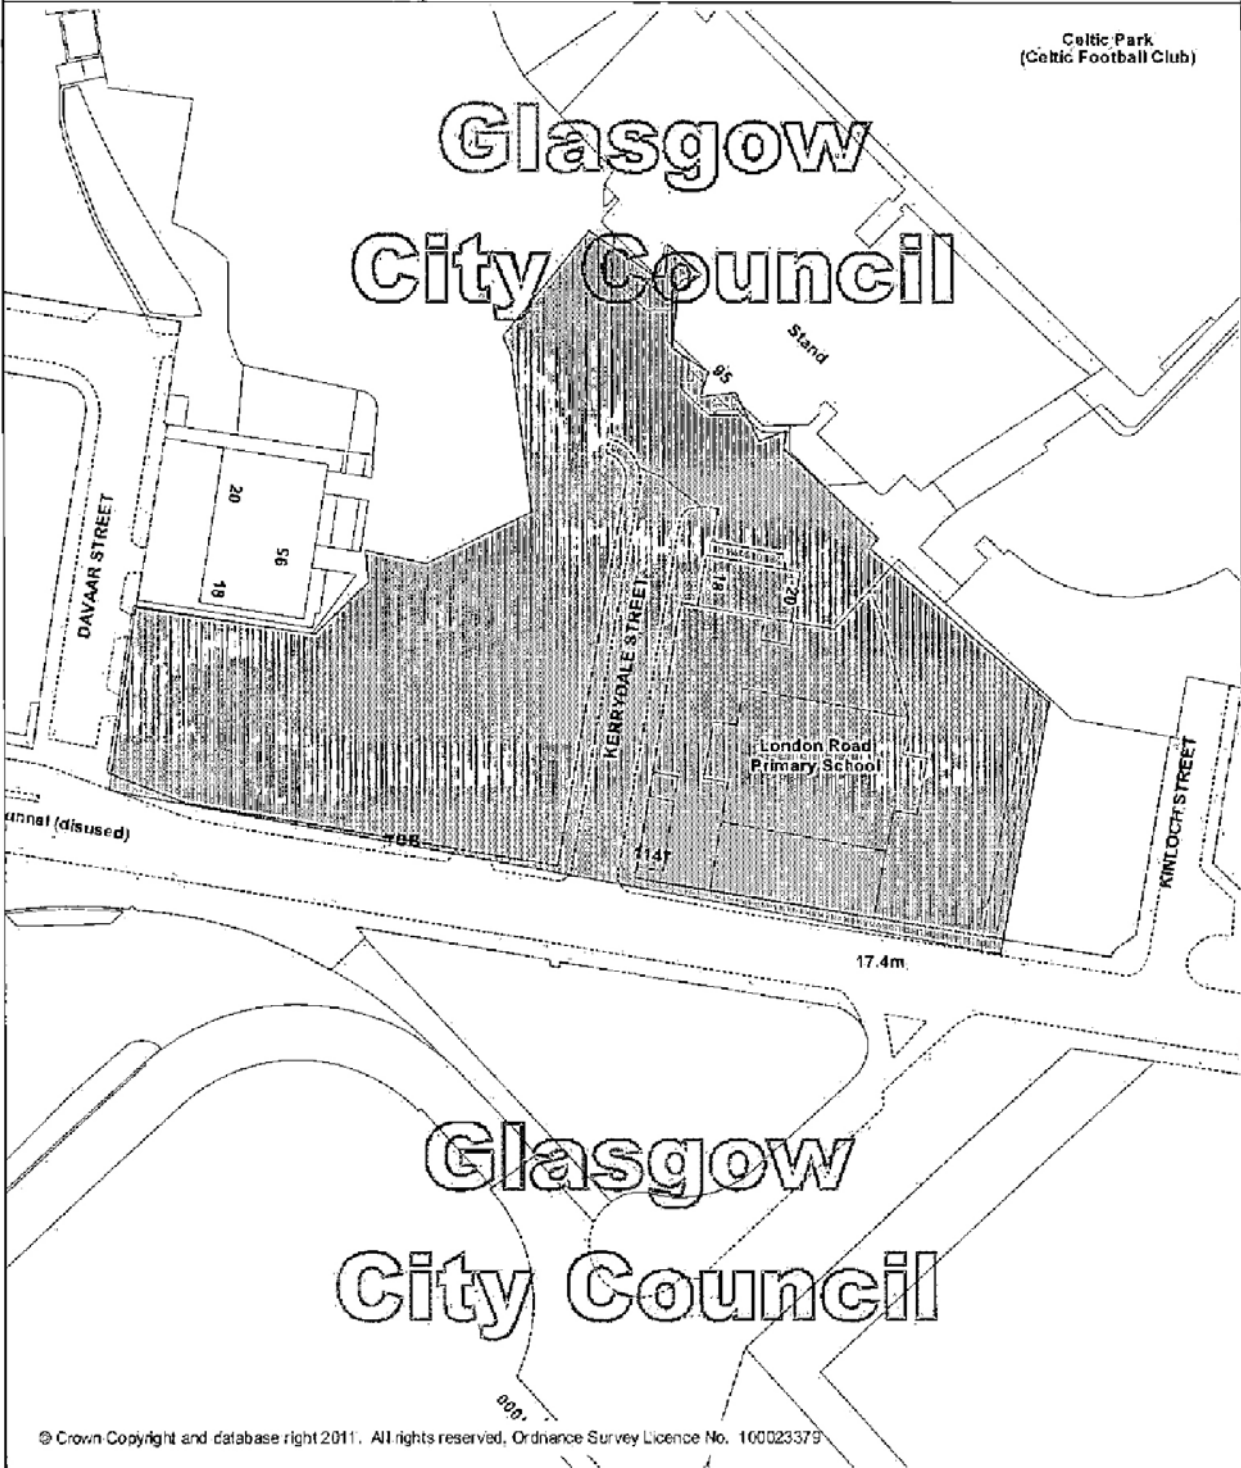 Celtic Park
(Celtic Football Club)
Glasgow
City Council
Stand
95
20
56
18
DAVAAR STREET
18
20
KERRYDALE STREET
London Road
Primary School
KINLOCH STREET
(disused)
17.4m
Glasgow
City Council
© Crown Copyright and database right 2011. All rights reserved, Ordnance Survey Licence No. 100023379